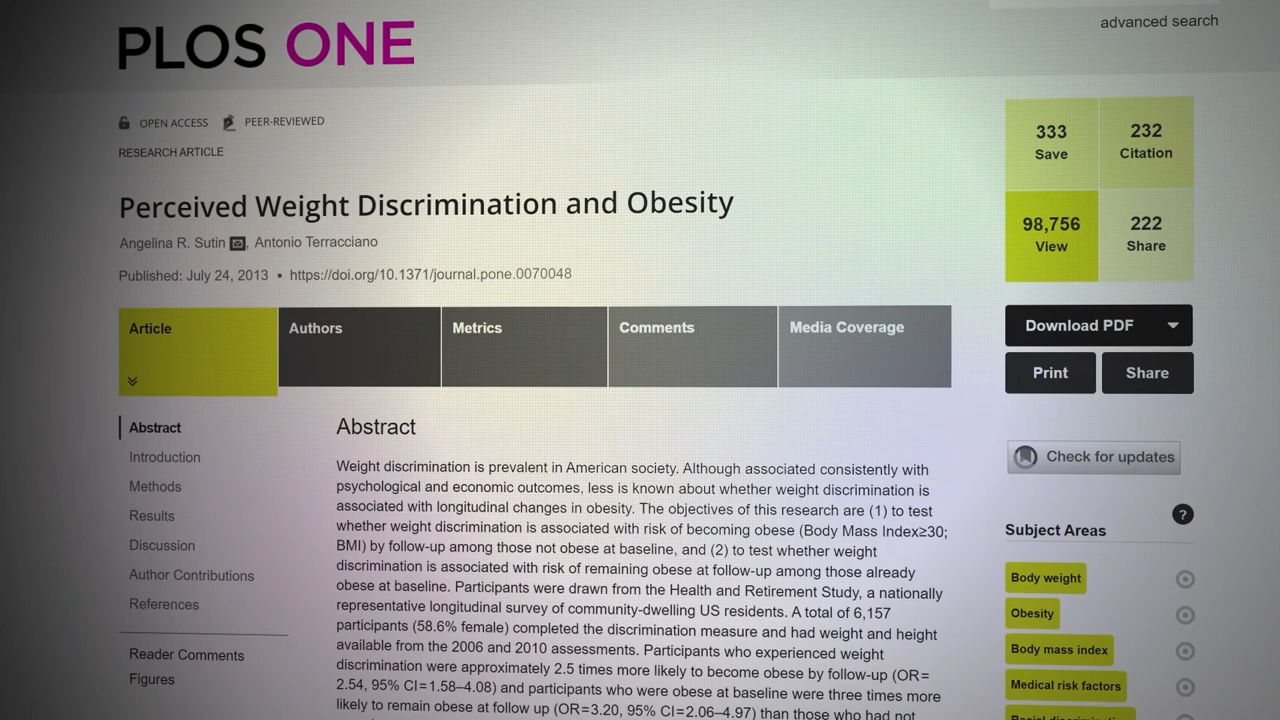 PLOS ONE
advanced search
OPEN ACCESS
PEER-REVIEWED
RESEARCH ARTICLE
Perceived Weight Discrimination and Obesity
Angelina R. Sutin, Antonio Terracciano
Published: July 24, 2013 • https://doi.org/10.1371/journal.pone.0070048
333
Save
232
Citation
98,756
View
222
Share
Article
Authors
Metrics
Comments
Media Coverage
Download PDF
Print
Share
Check for updates
Abstract
Introduction
Methods
Results
Discussion
Author Contributions
References
Reader Comments
Figures
Abstract
Weight discrimination is prevalent in American society. Although associated consistently with
psychological and economic outcomes, less is known about whether weight discrimination is
associated with longitudinal changes in obesity. The objectives of this research are (1) to test
whether weight discrimination is associated with risk of becoming obese (Body Mass Index≥30;
BMI) by follow-up among those not obese at baseline, and (2) to test whether weight
discrimination is associated with risk of remaining obese at follow-up among those already
obese at baseline. Participants were drawn from the Health and Retirement Study, a nationally
representative longitudinal survey of community-dwelling US residents. A total of 6,157
participants (58.6% female) completed the discrimination measure and had weight and height
available from the 2006 and 2010 assessments. Participants who experienced weight
discrimination were approximately 2.5 times more likely to become obese by follow-up (OR=
2.54, 95% CI=1.58–4.08) and participants who were obese at baseline were three times more
likely to remain obese at follow up (OR=3.20, 95% CI=2.06–4.97) than those who had not
?
Subject Areas
Body weight
Obesity
Body mass index
Medical risk factors